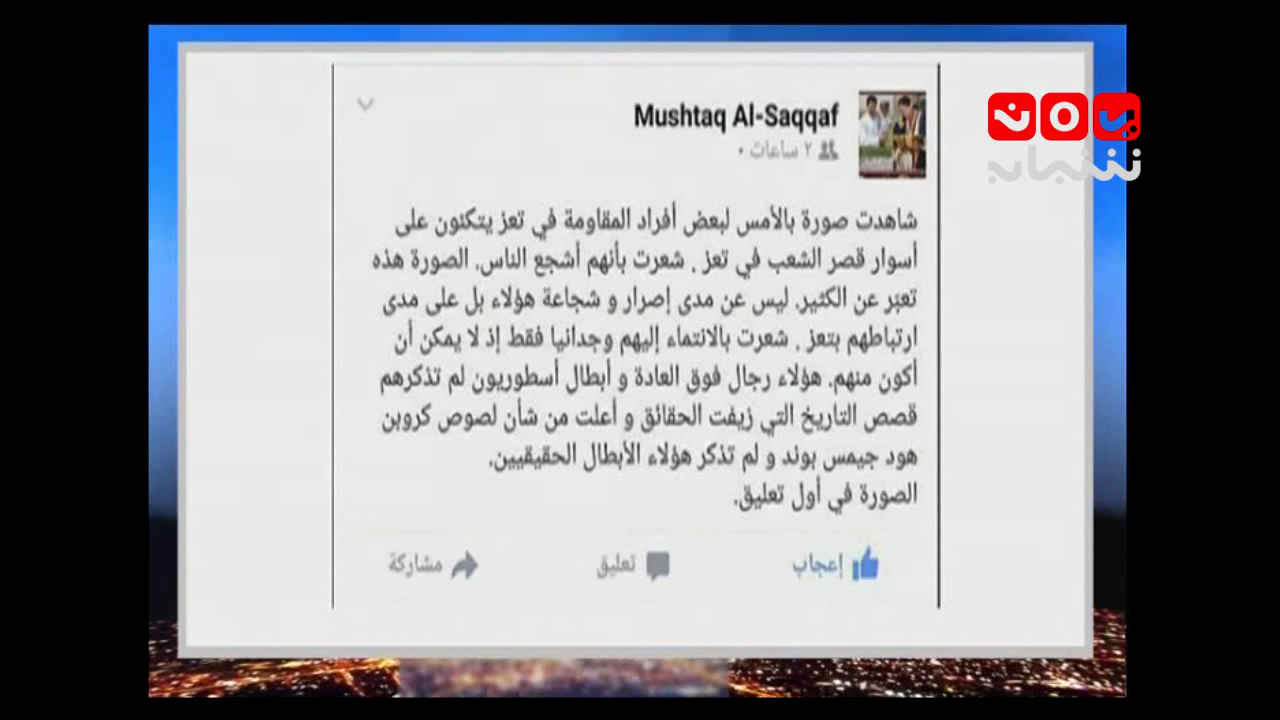 يمن
شباب
Mushtaq Al-Saqqaf
٢ ساعات •
شاهدت صورة بالأمس لبعض أفراد المقاومة في تعز يتكئون على
أسوار قصر الشعب في تعز . شعرت بأنهم أشجع الناس. الصورة هذه
تعبّر عن الكثير. ليس عن مدى إصرار و شجاعة هؤلاء بل على مدى
ارتباطهم بتعز . شعرت بالانتماء إليهم وجدانيا فقط إذ لا يمكن أن
أكون منهم. هؤلاء رجال فوق العادة و أبطال أسطوريون لم تذكرهم
قصص التاريخ التي زيفت الحقائق و أعلت من شأن لصوص كروبن
هود جيمس بوند و لم تذكر هؤلاء الأبطال الحقيقيين.
الصورة في أول تعليق.
إعجاب
تعليق
مشاركة